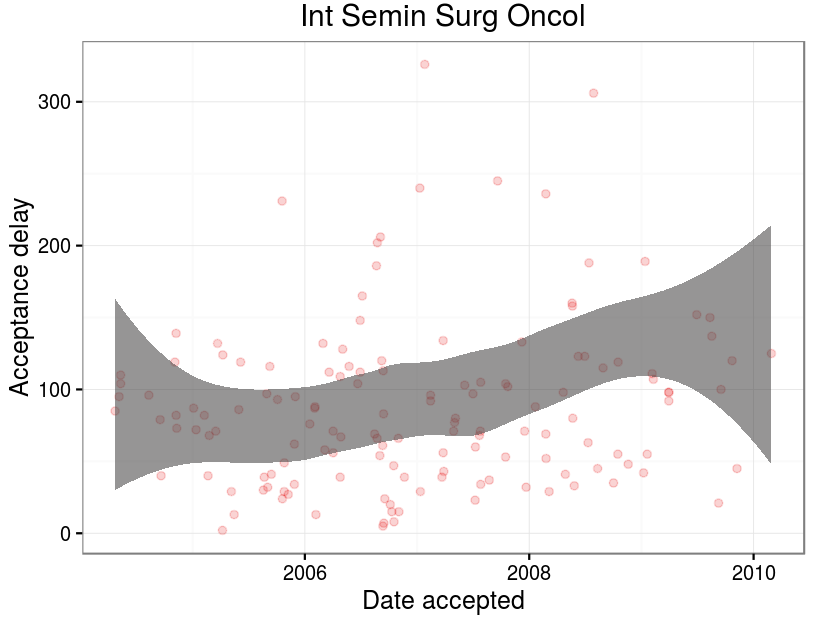 Int Semin Surg Oncol
300
200
100
0
Acceptance delay
2006
2008
2010
Date accepted